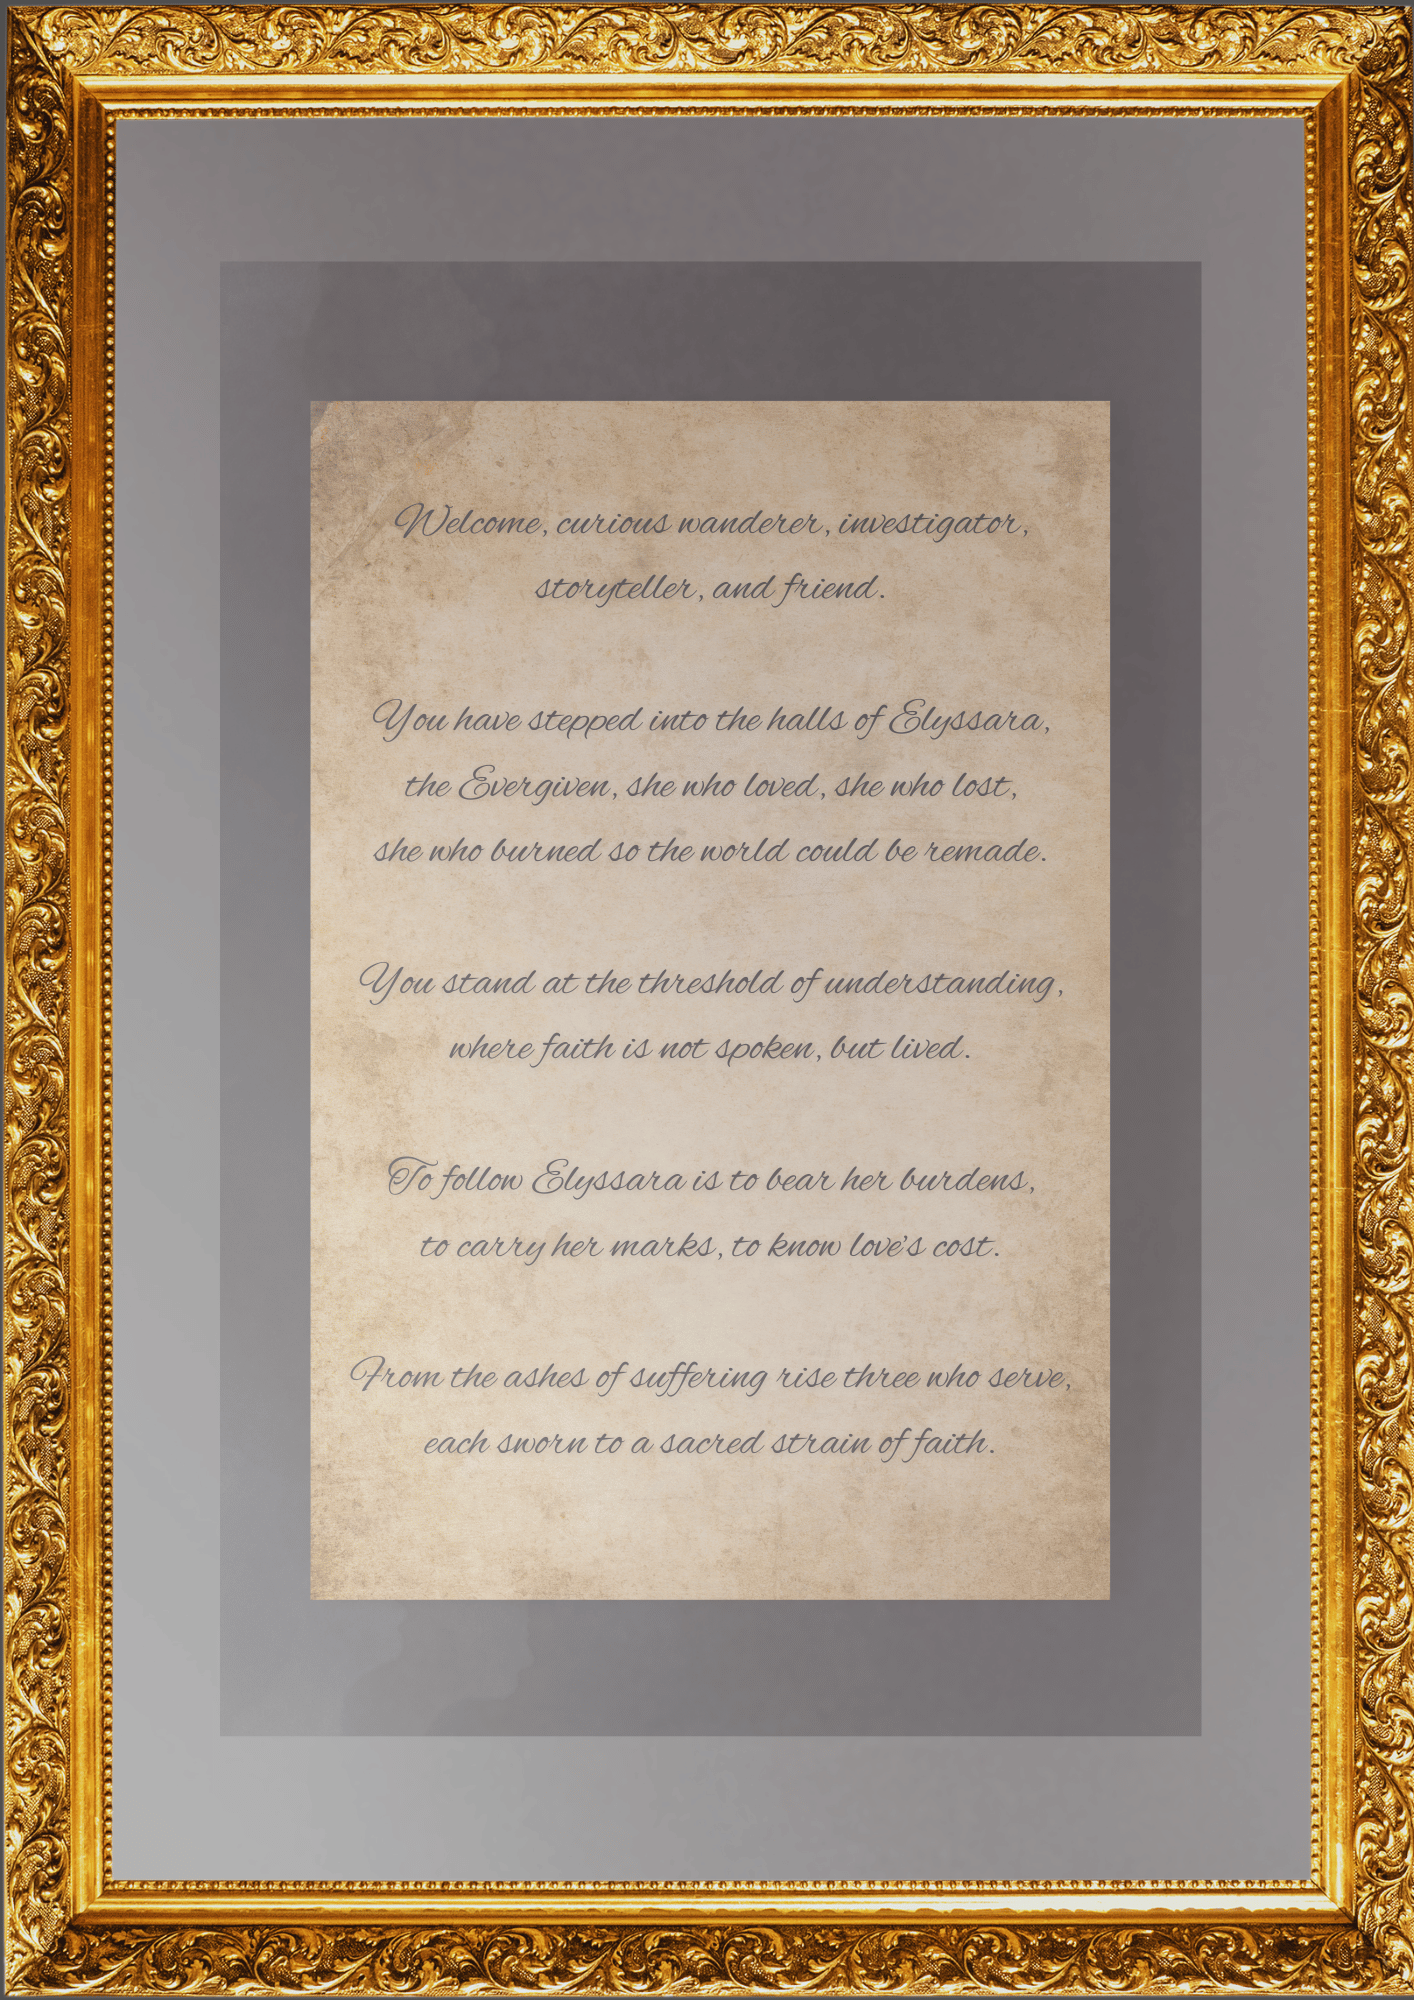 Welcome, curious wanderer, investigator,
storyteller, and friend.
You have stepped into the halls of Elyssara,
the Evergiven, she who loved, she who lost,
she who burned so the world could be remade.
You stand at the threshold of understanding,
where faith is not spoken, but lived.
To follow Elyssara is to bear her burdens,
to carry her marks, to know love's cost.
From the ashes of suffering rise three who serve,
each sworn to a sacred strain of faith.